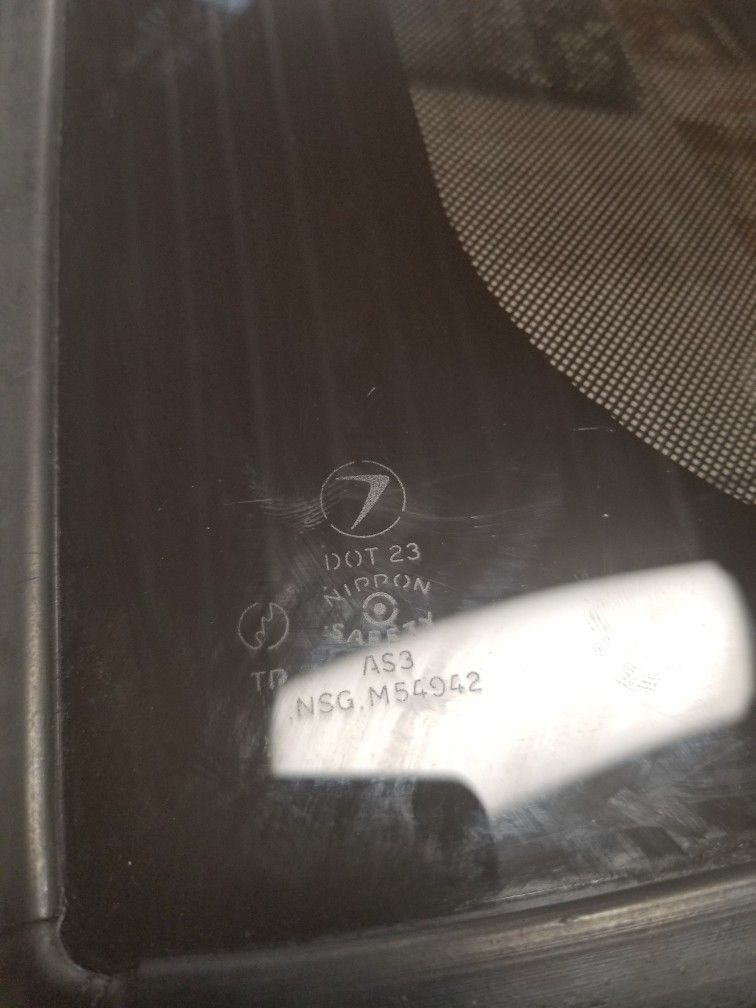 DOT 23
NIPPON
SAFETY
AS3
NSG. M54942